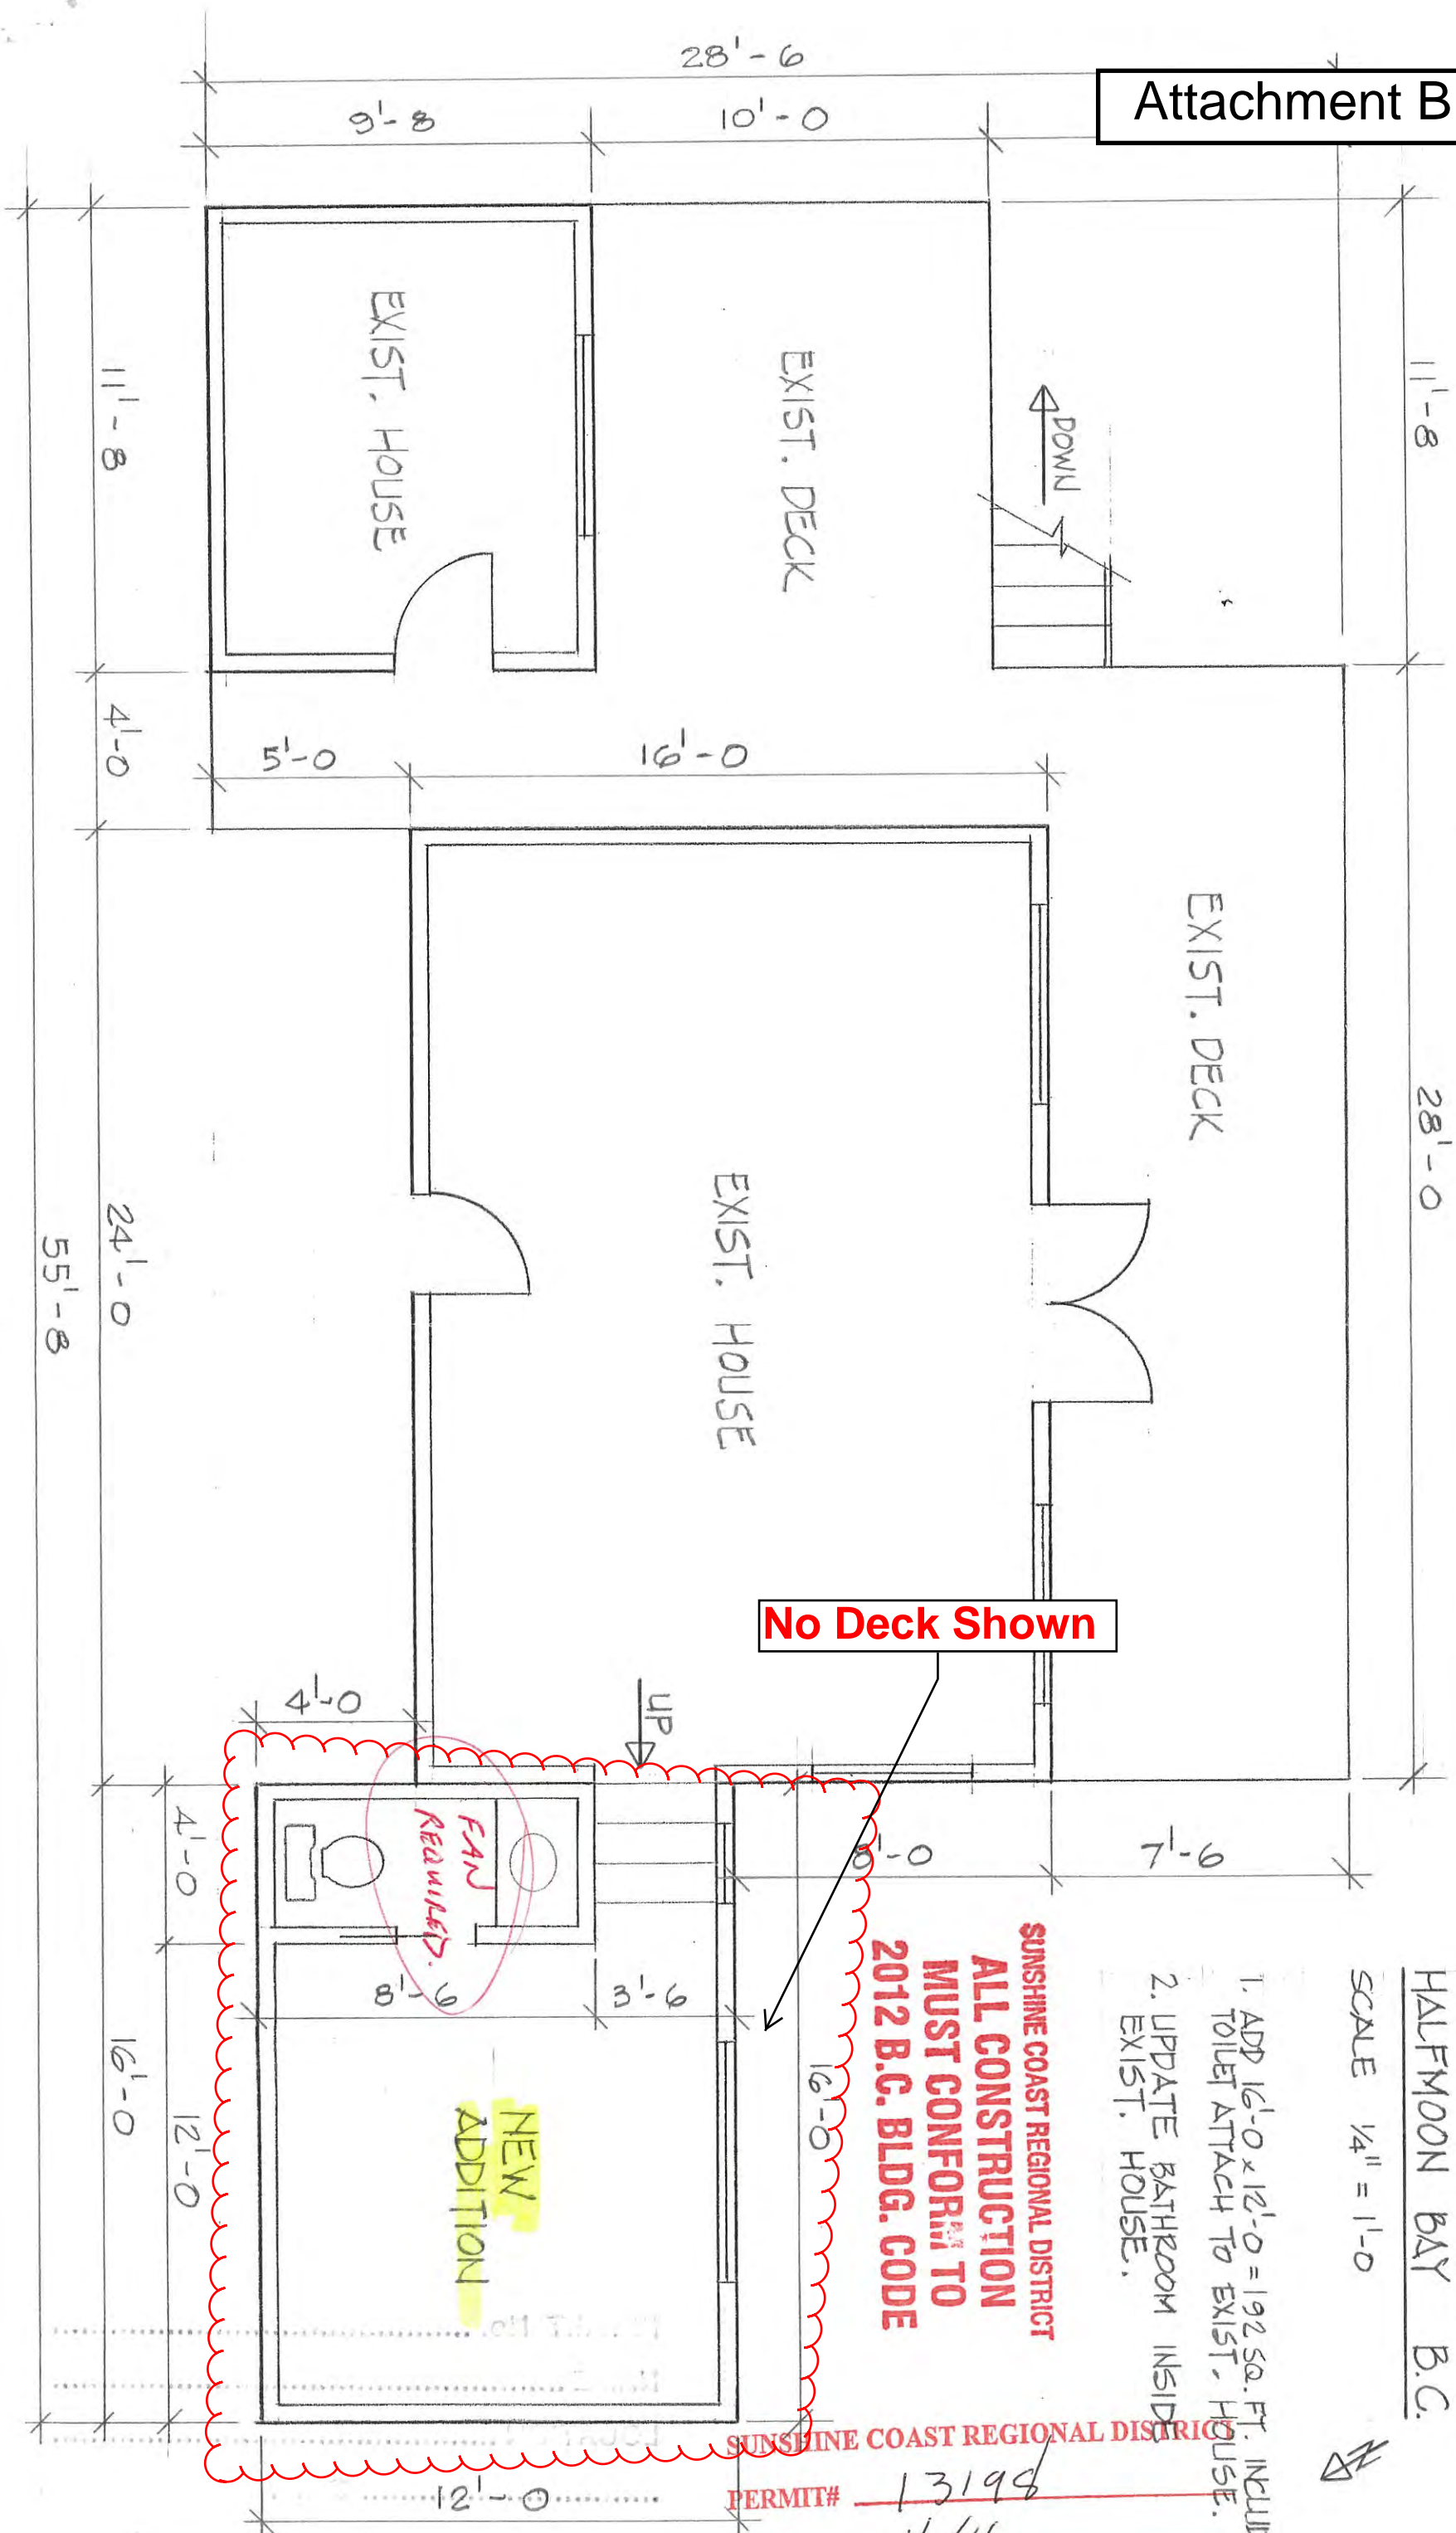 Attachment B
28'-6
9'-8
10'-0
11'-8
11'-8
EXIST. HOUSE
EXIST. DECK
DOWN
4'-0
5'-0
16'-0
28'-0
EXIST. DECK
24'-0
55'-8
EXIST. HOUSE
No Deck Shown
UP
4'-0
4'-0
FAN
REQUIRED.
7'-6
8'-6
3'-6
16'-0
16'-0
12'-0
NEW
ADDITION
12'-0
HALFMOON BAY B.C.
SCALE 1/4" = 1'-0
1. ADD 16'-0 x 12'-0 = 192 SQ. FT.
TOILET ATTACH TO EXIST. HOUSE.
2. UPDATE BATHROOM INSIDE
EXIST. HOUSE.
SUNSHINE COAST REGIONAL DISTRICT
ALL CONSTRUCTION
MUST CONFORM TO
2012 B.C. BLDG. CODE
SUNSHINE COAST REGIONAL DISTRICT
PERMIT# 13198